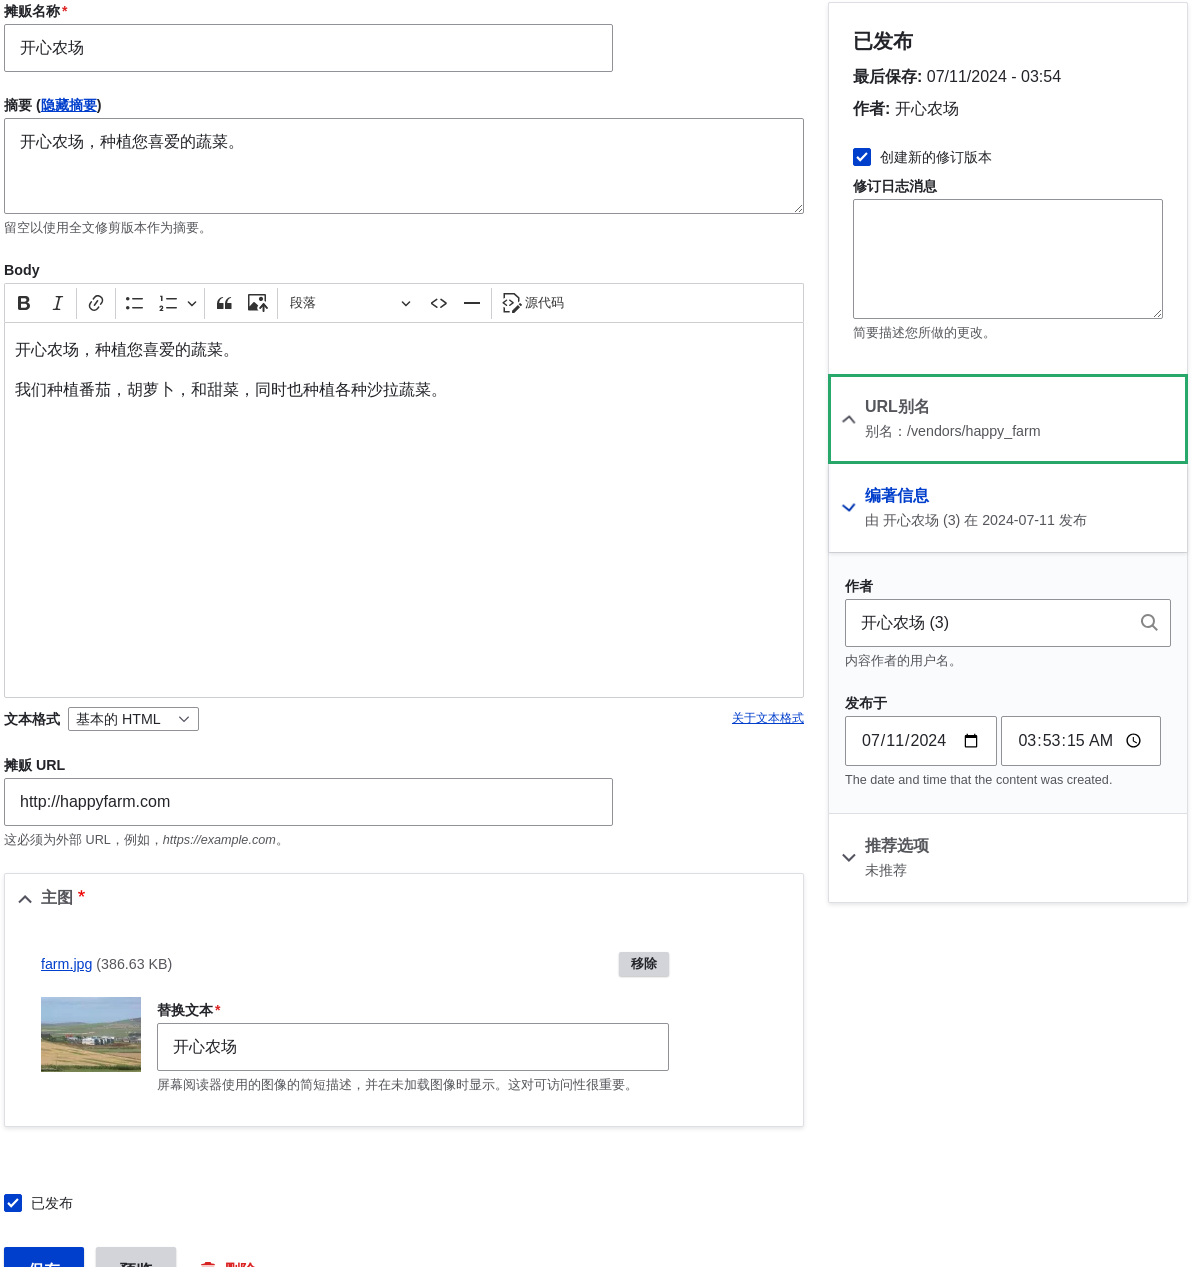 摊贩名称*
开心农场
摘要 (隐藏摘要)
开心农场，种植您喜爱的蔬菜。
留空以使用全文修剪版本作为摘要。
Body
段落
源代码
开心农场，种植您喜爱的蔬菜。
我们种植番茄，胡萝卜，和甜菜，同时也种植各种沙拉蔬菜。
文本格式 基本的 HTML 关于文本格式
摊贩 URL
http://happyfarm.com
这必须为外部 URL，例如，https://example.com。
主图 *
farm.jpg (386.63 KB) 移除
替换文本*
开心农场
屏幕阅读器使用的图像的简短描述，并在未加载图像时显示。这对可访问性很重要。
已发布
保存 预览 删除
已发布
最后保存: 07/11/2024 - 03:54
作者: 开心农场
创建新的修订版本
修订日志消息
简要描述您所做的更改。
URL别名
别名：/vendors/happy_farm
编著信息
由 开心农场 (3) 在 2024-07-11 发布
作者
开心农场 (3)
内容作者的用户名。
发布于
07/11/2024 03:53:15 AM
The date and time that the content was created.
推荐选项
未推荐